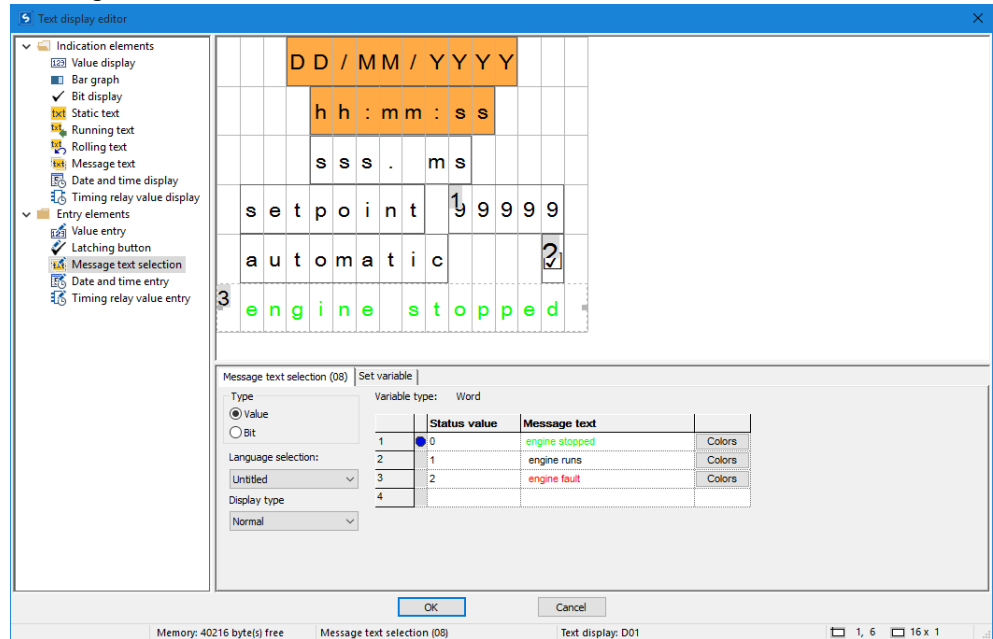 Text display editor
Indication elements
Value display
Bar graph
Bit display
Static text
Running text
Rolling text
Message text
Date and time display
Timing relay value display
Entry elements
Value entry
Latching button
Message text selection
Date and time entry
Timing relay value entry
DD/MM/YYYY
hh:mm:ss
sss. ms
setpoint 1 99999
automatic 2
3 engine stopped
Message text selection (08) Set variable
Type
Value
Bit
Language selection:
Untitled
Display type
Normal
Variable type: Word
Status value Message text
1 0 engine stopped Colors
2 1 engine runs Colors
3 2 engine fault Colors
4
OK Cancel
Memory: 40216 byte(s) free Message text selection (08) Text display: D01 1, 6 16 x 1